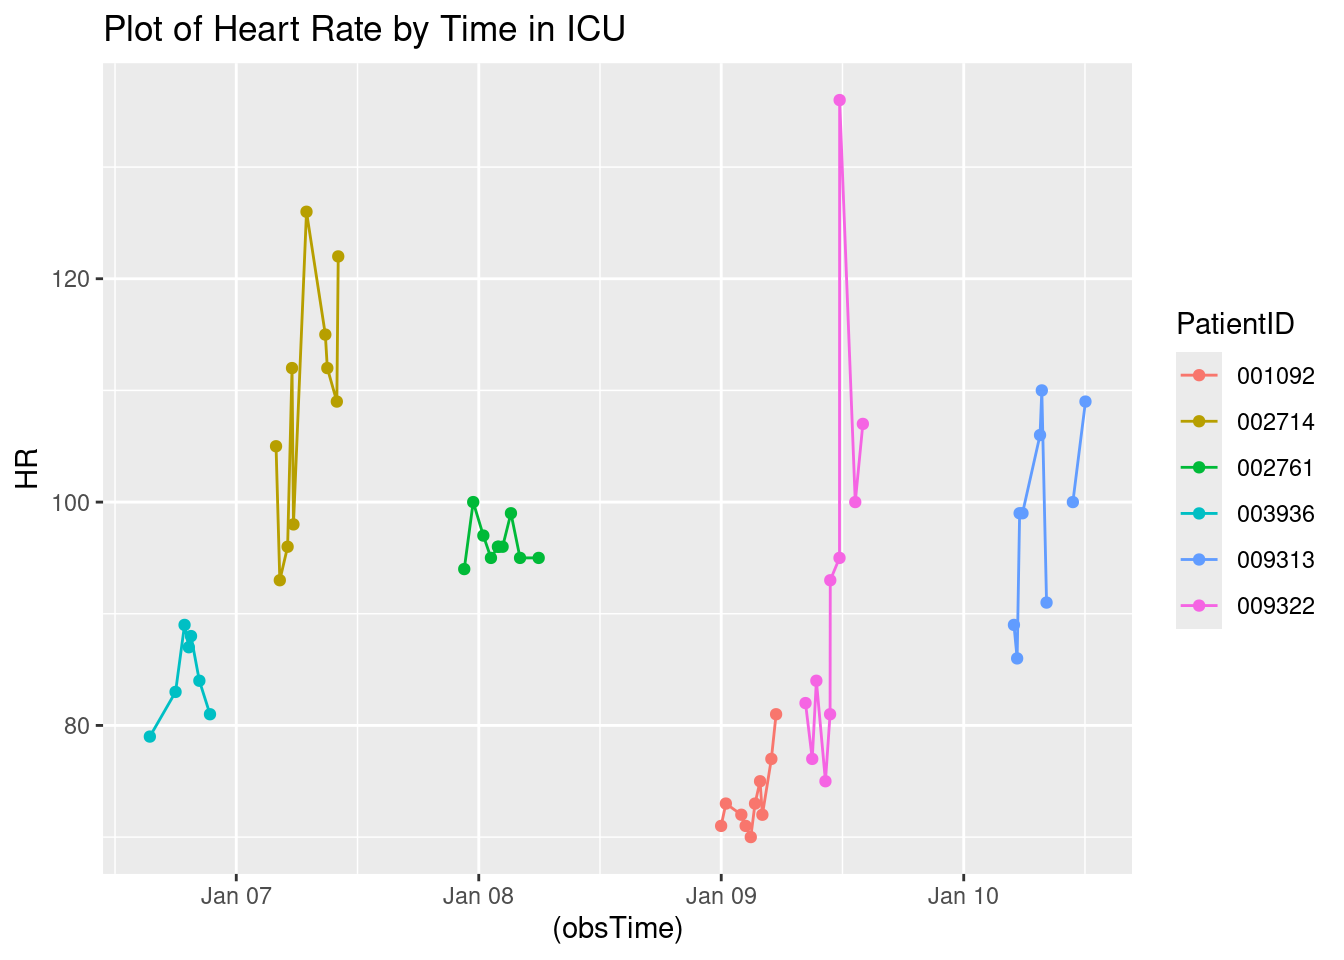 Plot of Heart Rate by Time in ICU
HR
120
100
80
Jan 07
Jan 08
Jan 09
Jan 10
(obsTime)
PatientID
001092
002714
002761
003936
009313
009322